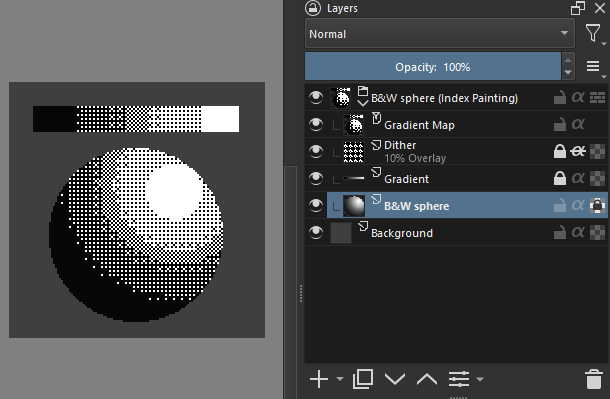 Layers
Normal
Opacity: 100%
B&W sphere (Index Painting)
Gradient Map
Dither
10% Overlay
Gradient
B&W sphere
Background